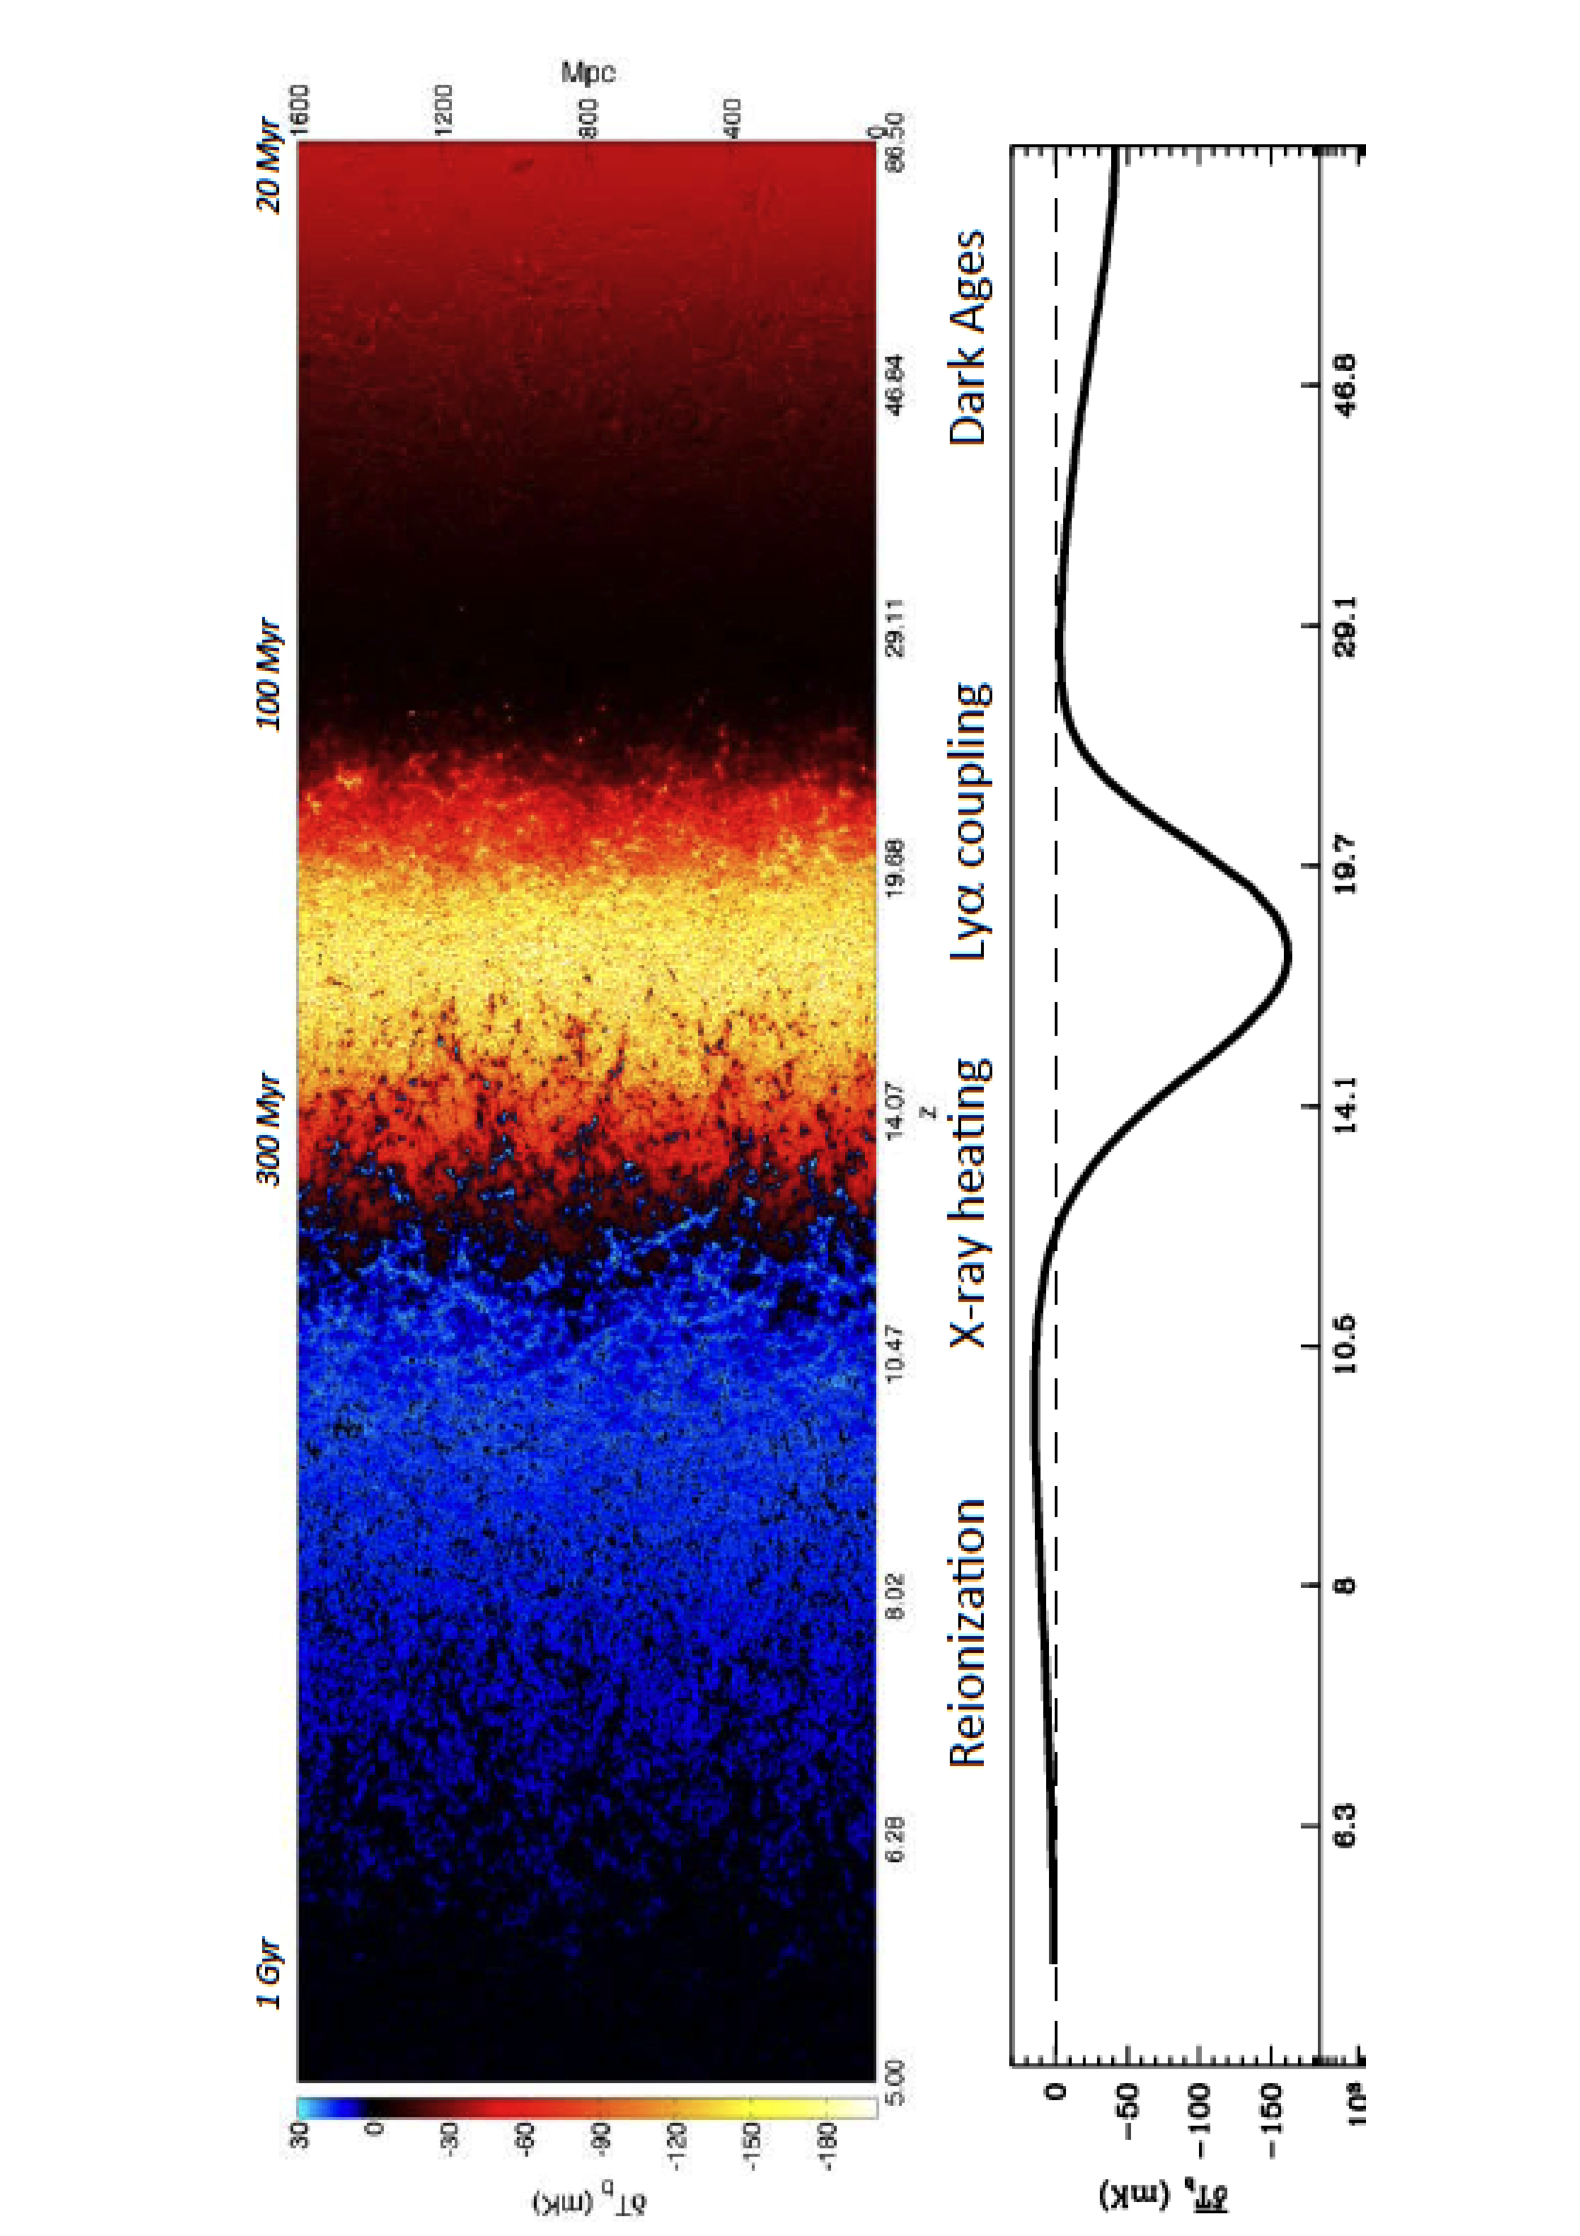 1 Gyr 300 Myr 100 Myr 20 Myr
δT_b (mK)
30
0
-30
-60
-90
-120
-150
-180
1600
1200
800
400
0
Mpc
5.00 6.28 8.02 10.47 14.07 19.68 29.11 46.84 86.50
z
Reionization X-ray heating Lyα coupling Dark Ages
δT_b (mK)
0
−50
−100
−150
6.3 8 10.5 14.1 19.7 29.1 46.8